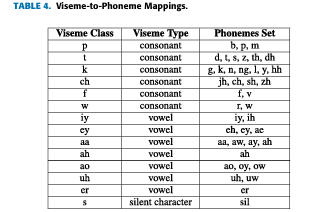 TABLE 4. Viseme-to-Phoneme Mappings.
Viseme Class Viseme Type Phonemes Set
p consonant b, p, m
t consonant d, t, s, z, th, dh
k consonant g, k, n, ng, l, y, hh
ch consonant jh, ch, sh, zh
f consonant f, v
w consonant r, w
iy vowel iy, ih
ey vowel eh, ey, ae
aa vowel aa, aw, ay, ah
ah vowel ah
ao vowel ao, oy, ow
uh vowel uh, uw
er vowel er
s silent character sil